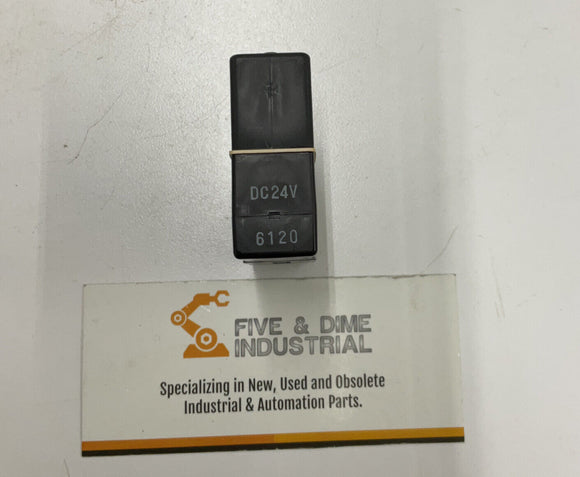 DC24V
6120
FIVE & DIME
INDUSTRIAL
Specializing in New, Used and Obsolete
Industrial & Automation Parts.